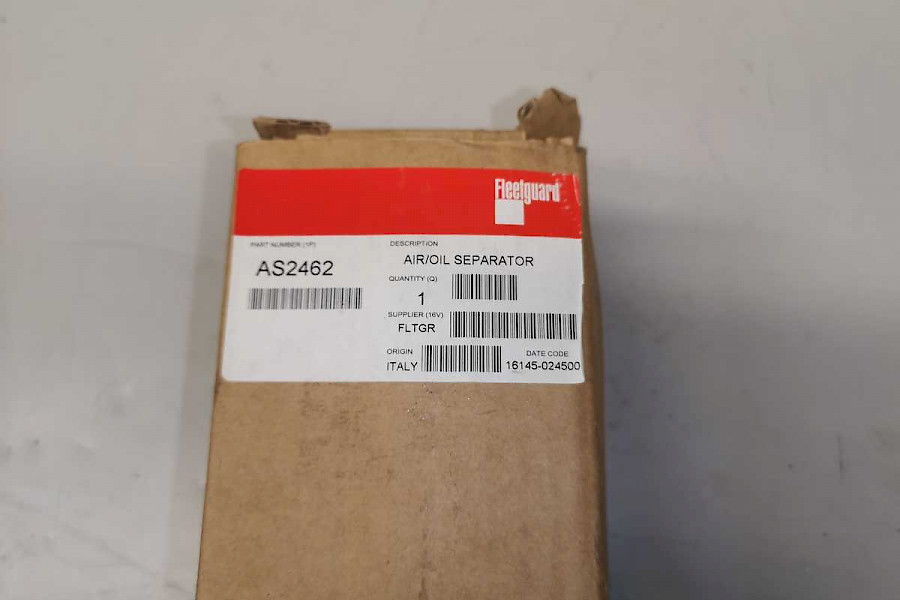 Fleetguard
PART NUMBER (1P)
AS2462
DESCRIPTION
AIR/OIL SEPARATOR
QUANTITY (Q)
1
SUPPLIER (16V)
FLTGR
ORIGIN
ITALY
DATE CODE
16145-024500